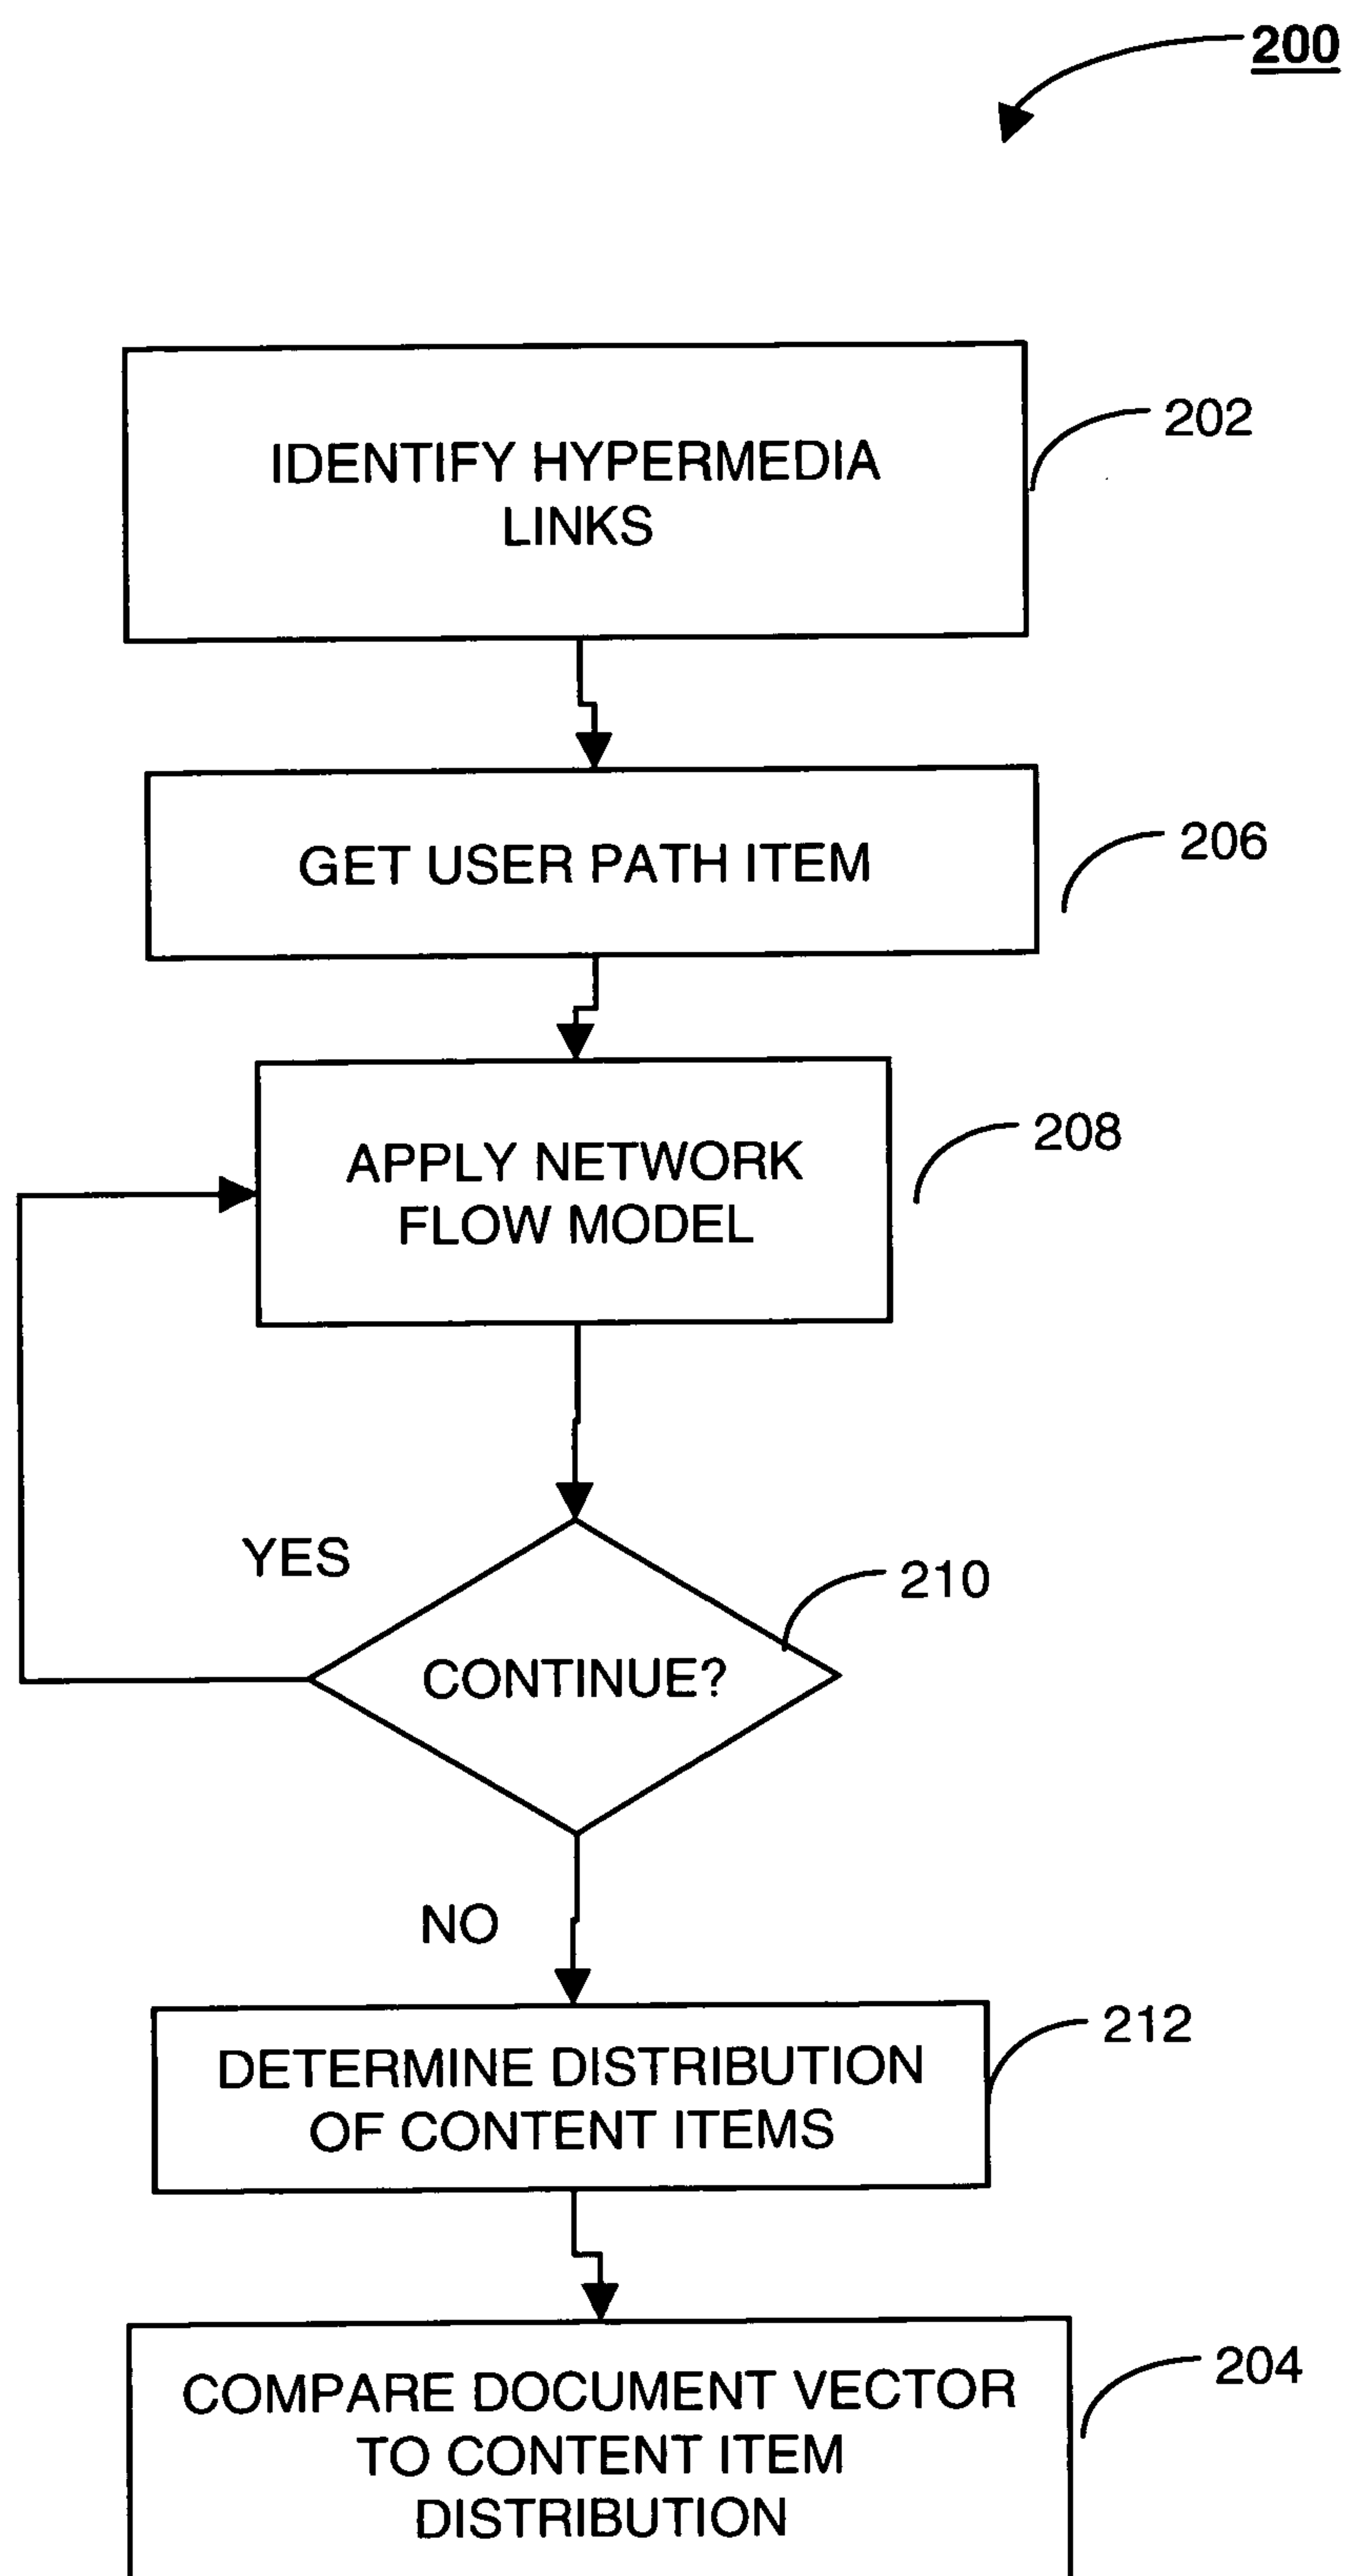 200
IDENTIFY HYPERMEDIA
LINKS
202
GET USER PATH ITEM
206
APPLY NETWORK
FLOW MODEL
208
YES
CONTINUE?
210
NO
DETERMINE DISTRIBUTION
OF CONTENT ITEMS
212
COMPARE DOCUMENT VECTOR
TO CONTENT ITEM
DISTRIBUTION
204